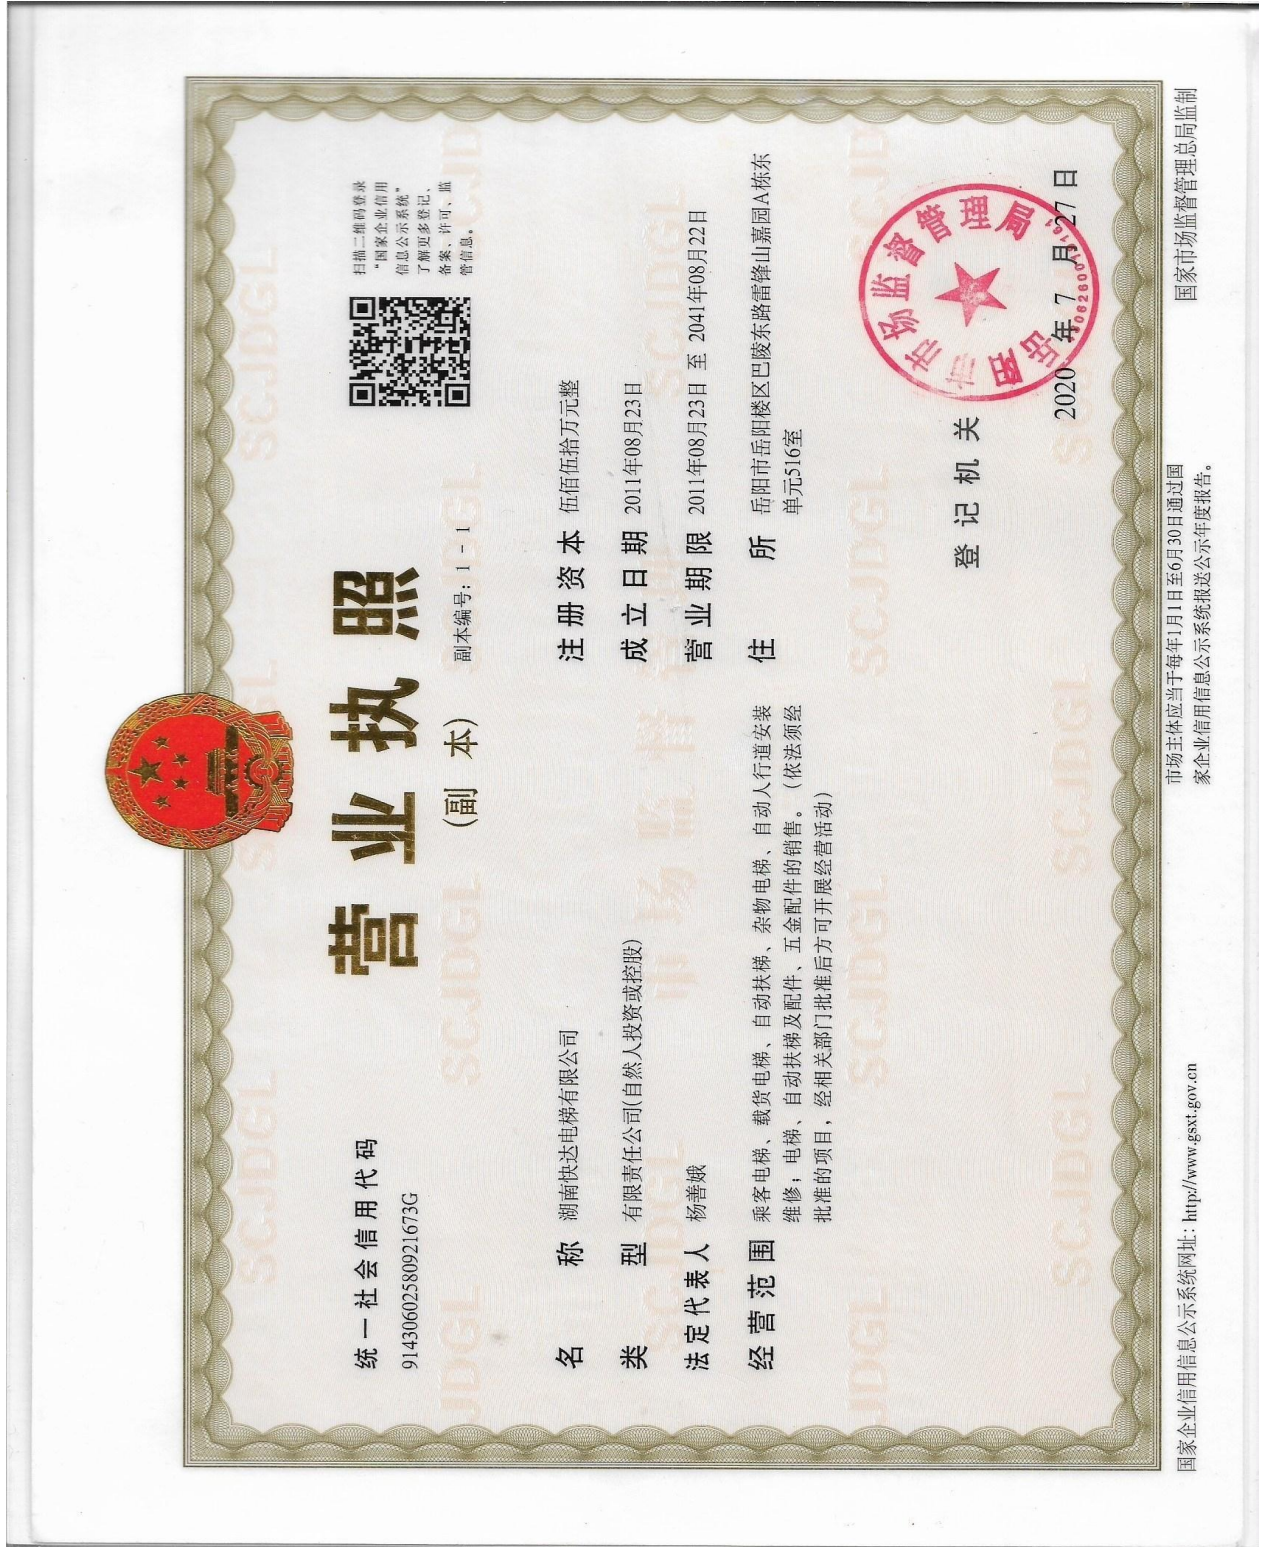 营业执照
(副 本)
副本编号: 1-1
统一社会信用代码
91430602580921673G
扫描二维码登录
“国家企业信用
信息公示系统”
了解更多登记、
备案、许可、监
管信息。
名 称 湖南快达电梯有限公司
类 型 有限责任公司(自然人投资或控股)
法定代表人 杨善娥
经营范围 乘客电梯、载货电梯、自动扶梯、杂物电梯、自动人行道安装
维修; 电梯、自动扶梯及配件、五金配件的销售。(依法须经
批准的项目, 经相关部门批准后方可开展经营活动)
注册资本 伍佰伍拾万元整
成立日期 2011年08月23日
营业期限 2011年08月23日 至 2041年08月22日
住 所 岳阳市岳阳楼区巴陵东路雷锋山嘉园A栋东
单元516室
登记机关
岳阳市市场监督管理局
2020 年 7 月 27 日
国家企业信用信息公示系统网址: http://www.gsxt.gov.cn
市场主体应当于每年1月1日至6月30日通过国
家企业信用信息公示系统报送公示年度报告。
国家市场监督管理总局监制
SCJDGL
市场监督